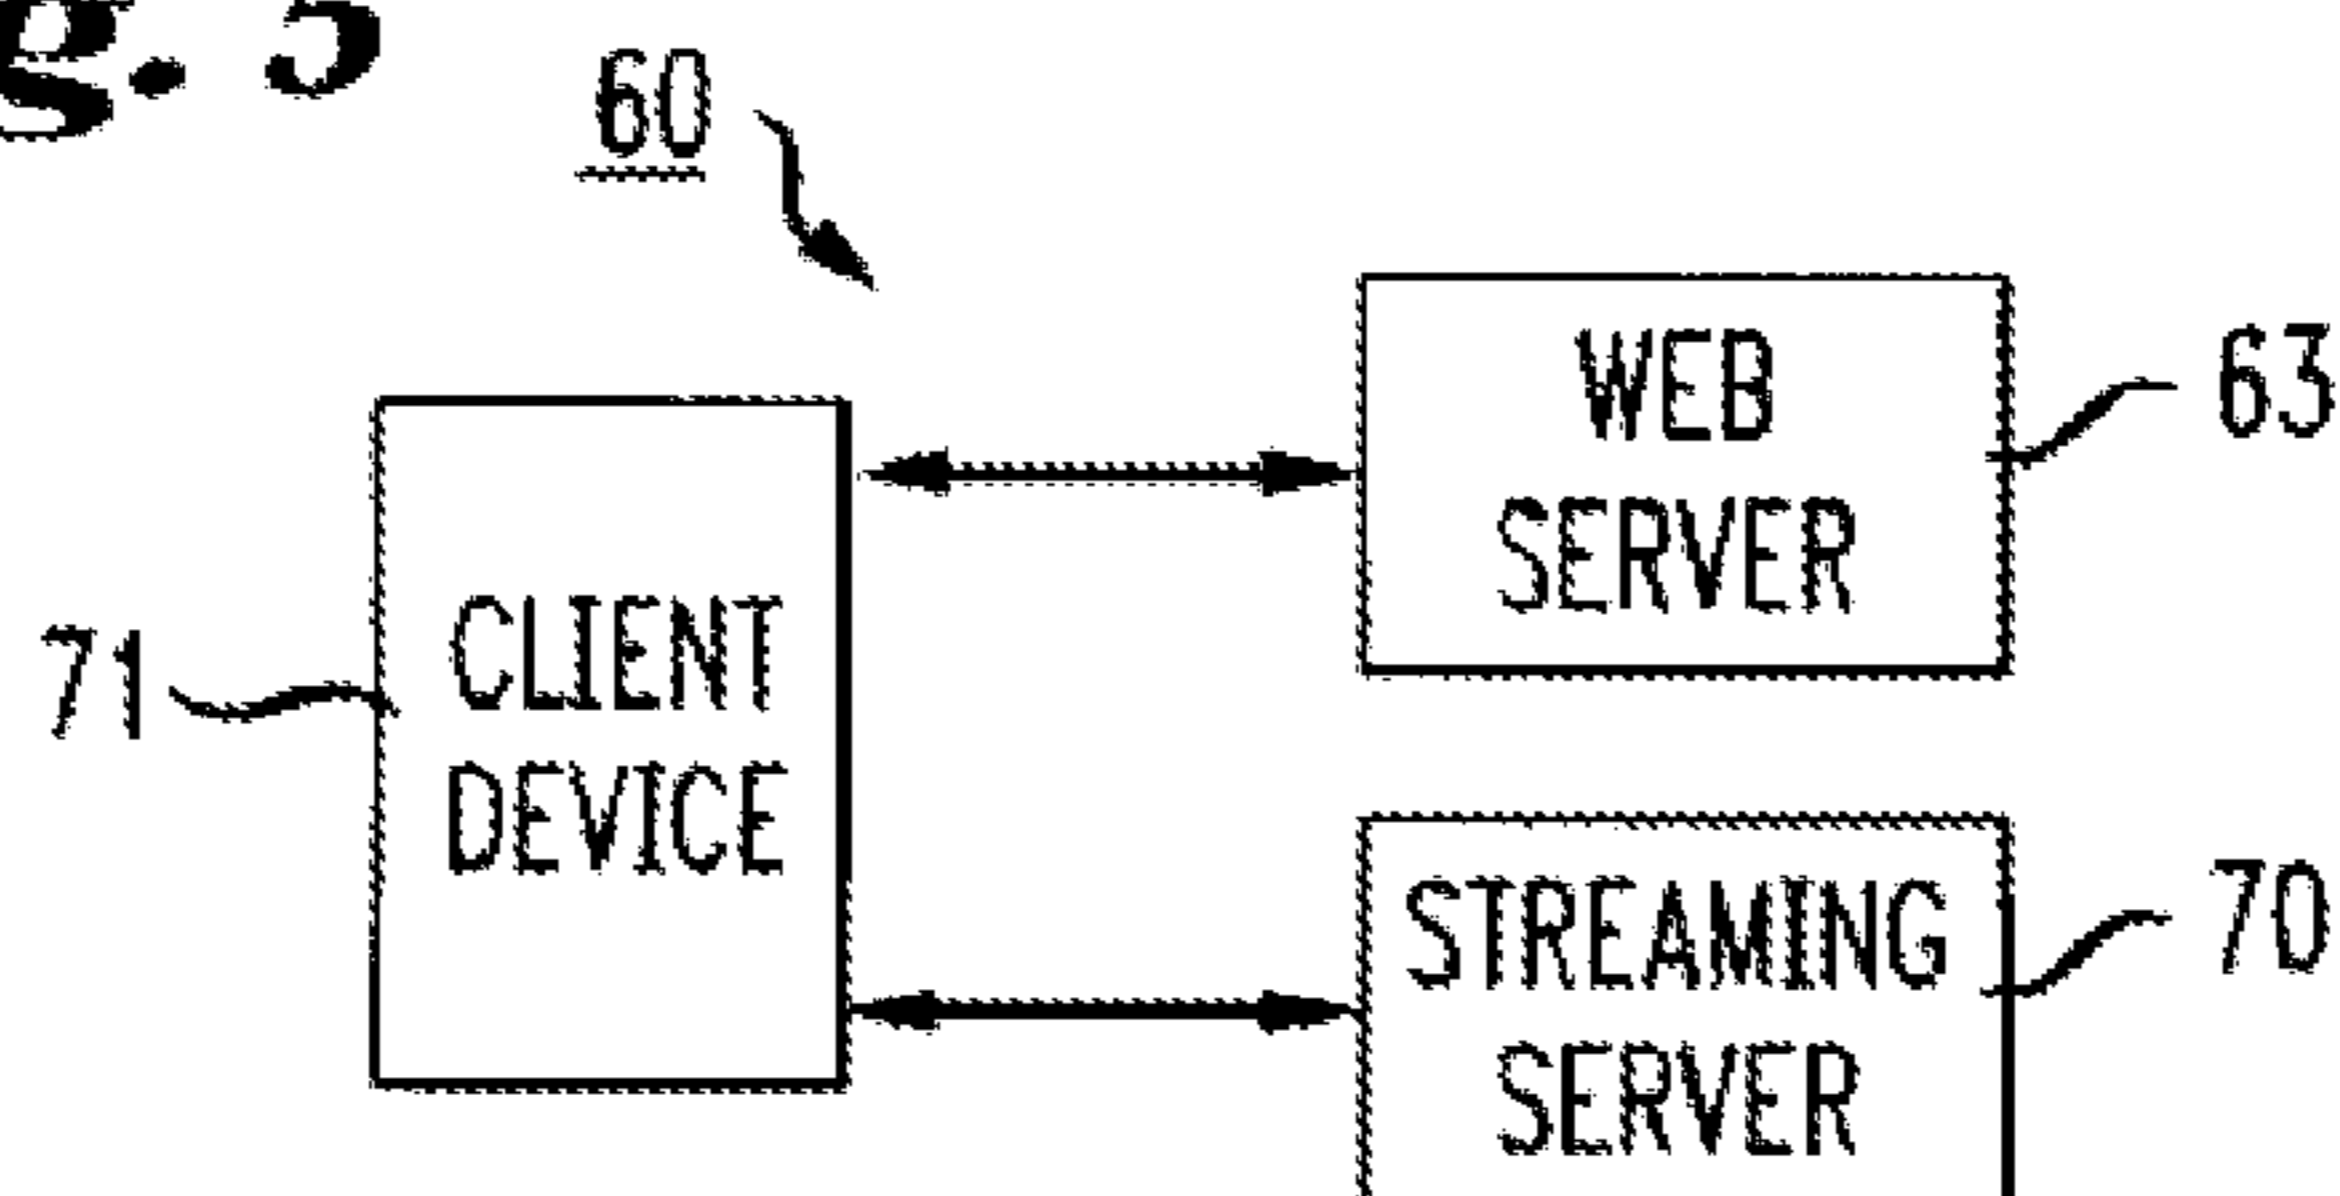 g. 5
60
WEB
SERVER
63
CLIENT
DEVICE
71
STREAMING
SERVER
70